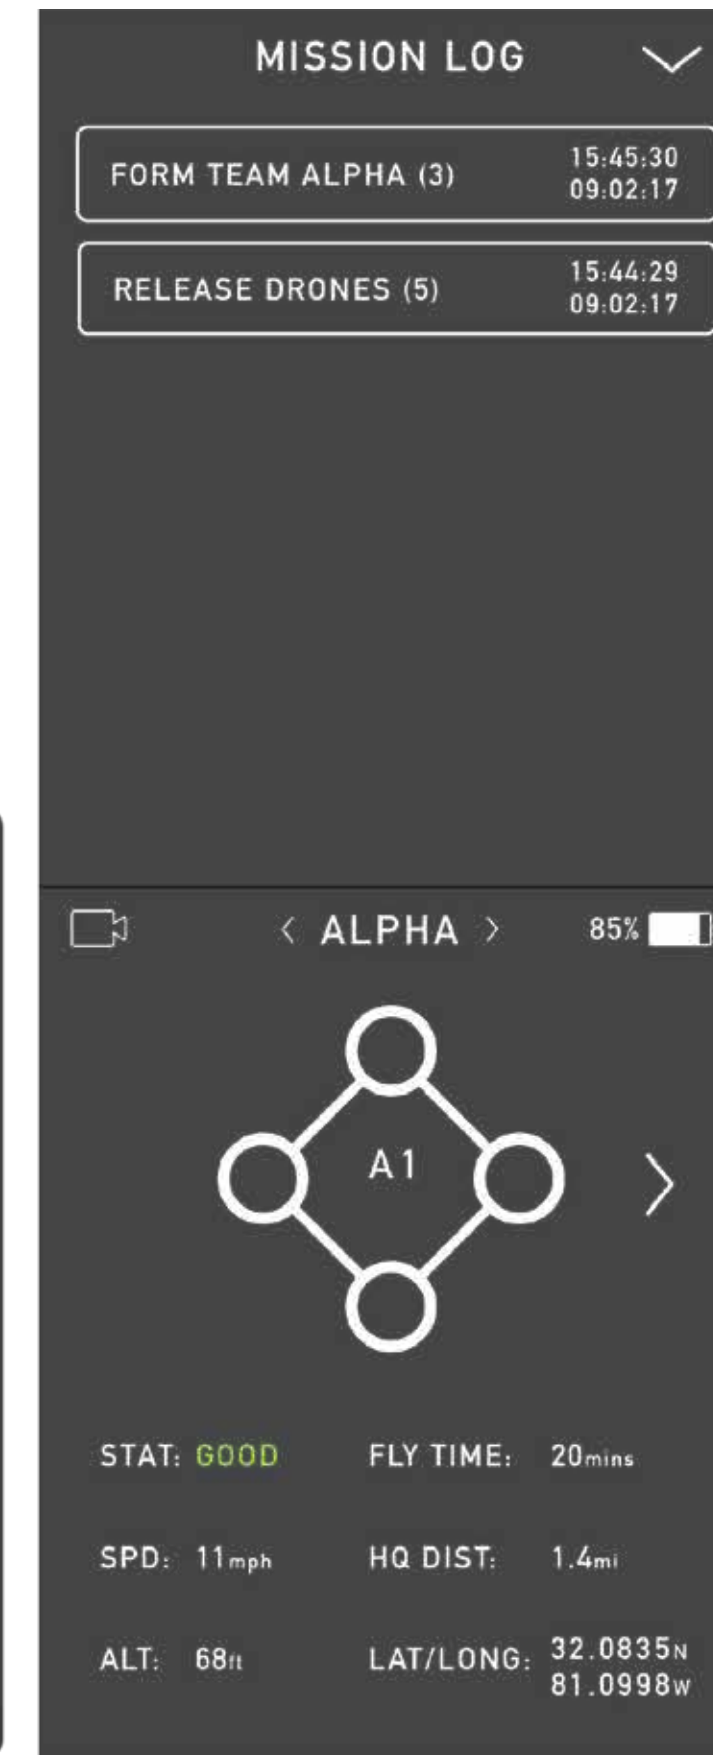 MISSION LOG
FORM TEAM ALPHA (3)
15:45:30
09:02:17
RELEASE DRONES (5)
15:44:29
09:02:17
< ALPHA >
85%
A1
STAT: GOOD
FLY TIME: 20mins
SPD: 11mph
HQ DIST: 1.4mi
ALT: 68ft
LAT/LONG: 32.0835N
81.0998W